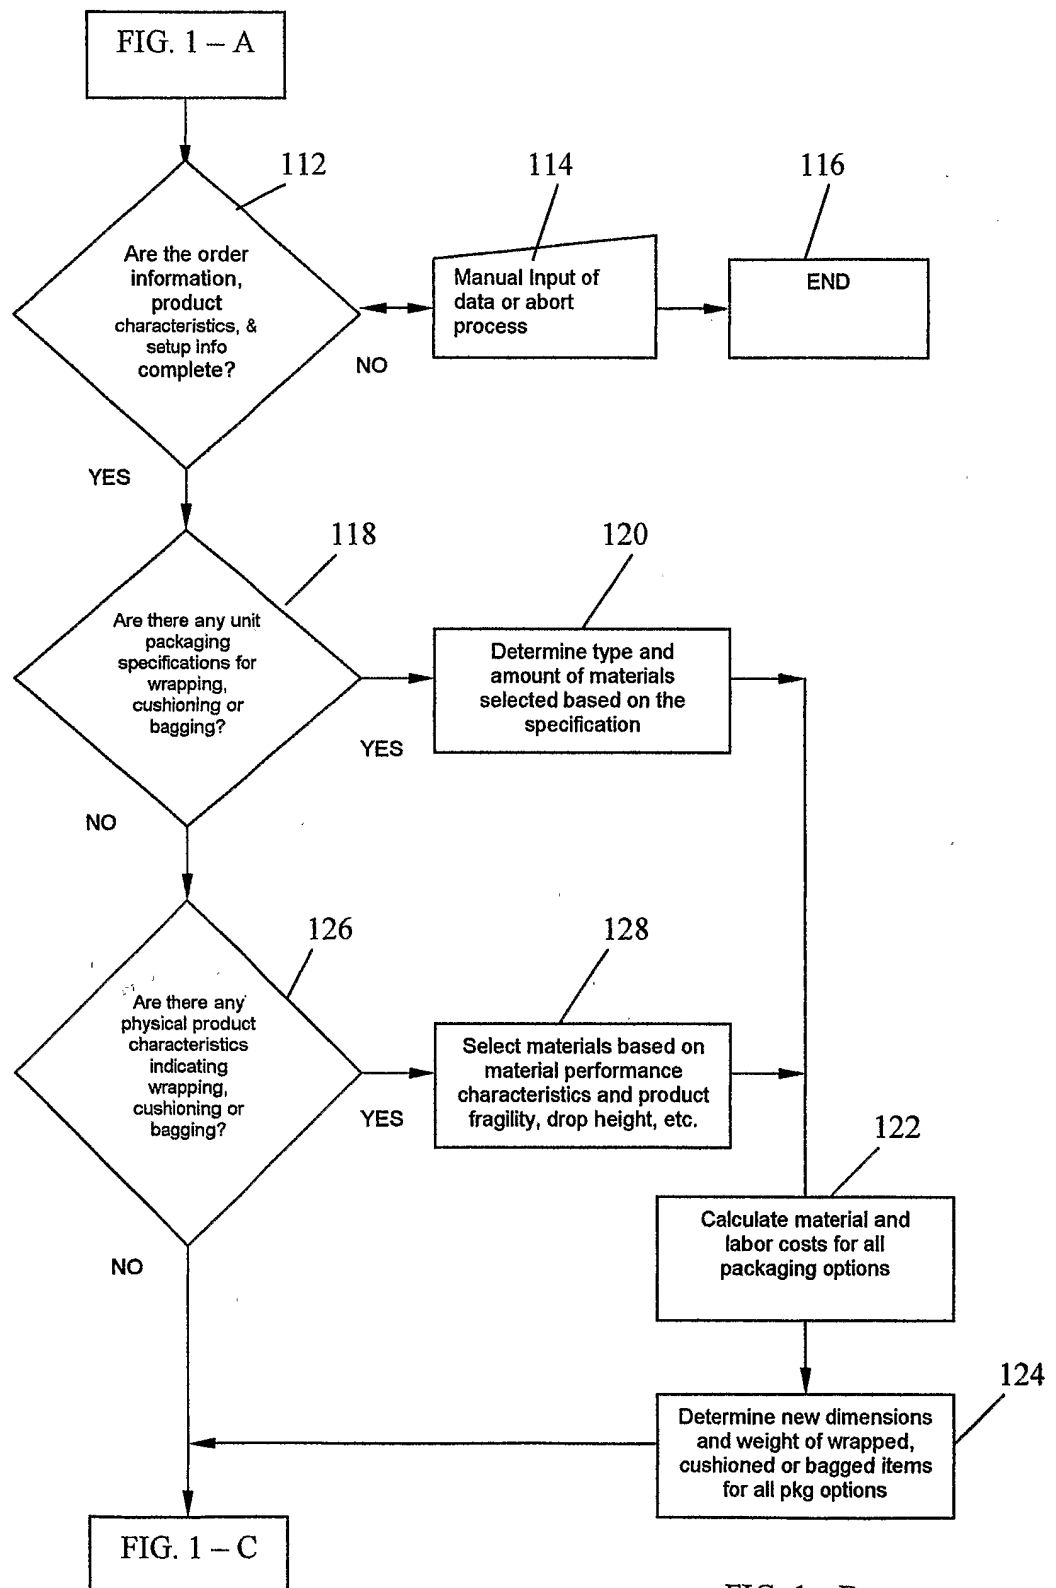 FIG. 1 – A
112
114
116
Are the order
information,
product
characteristics, &
setup info
complete?
Manual Input of
data or abort
process
END
NO
YES
118
120
Are there any unit
packaging
specifications for
wrapping,
cushioning or
bagging?
Determine type and
amount of materials
selected based on the
specification
YES
NO
126
128
Are there any
physical product
characteristics
indicating
wrapping,
cushioning or
bagging?
Select materials based on
material performance
characteristics and product
fragility, drop height, etc.
YES
122
Calculate material and
labor costs for all
packaging options
NO
124
Determine new dimensions
and weight of wrapped,
cushioned or bagged items
for all pkg options
FIG. 1 – C